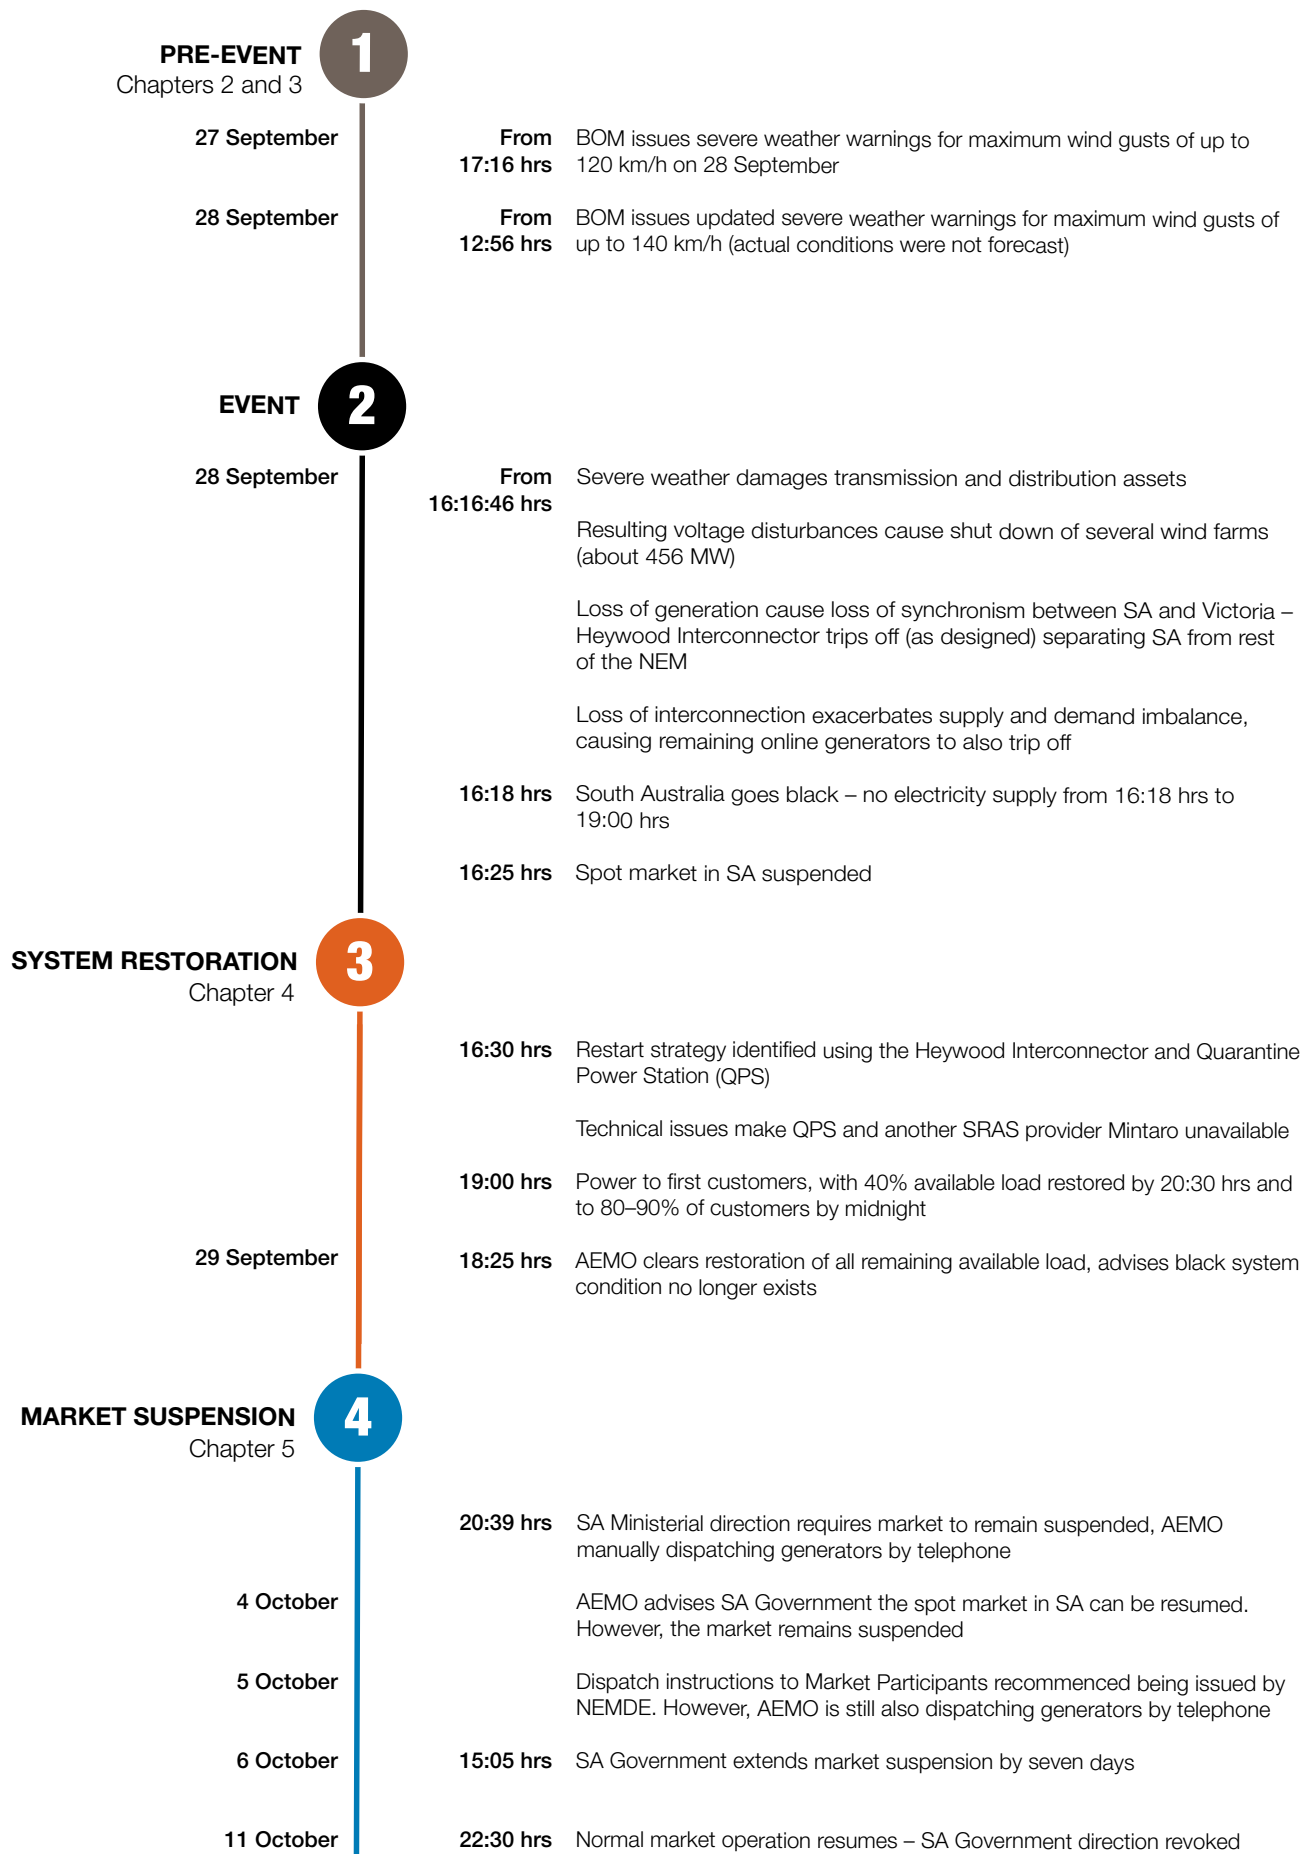 1
PRE-EVENT
Chapters 2 and 3
27 September
From
17:16 hrs
BOM issues severe weather warnings for maximum wind gusts of up to
120 km/h on 28 September
28 September
From
12:56 hrs
BOM issues updated severe weather warnings for maximum wind gusts of
up to 140 km/h (actual conditions were not forecast)
2
EVENT
28 September
From
16:16:46 hrs
Severe weather damages transmission and distribution assets
Resulting voltage disturbances cause shut down of several wind farms
(about 456 MW)
Loss of generation cause loss of synchronism between SA and Victoria –
Heywood Interconnector trips off (as designed) separating SA from rest
of the NEM
Loss of interconnection exacerbates supply and demand imbalance,
causing remaining online generators to also trip off
16:18 hrs
South Australia goes black – no electricity supply from 16:18 hrs to
19:00 hrs
16:25 hrs
Spot market in SA suspended
3
SYSTEM RESTORATION
Chapter 4
16:30 hrs
Restart strategy identified using the Heywood Interconnector and Quarantine
Power Station (QPS)
Technical issues make QPS and another SRAS provider Mintaro unavailable
19:00 hrs
Power to first customers, with 40% available load restored by 20:30 hrs and
to 80–90% of customers by midnight
29 September
18:25 hrs
AEMO clears restoration of all remaining available load, advises black system
condition no longer exists
4
MARKET SUSPENSION
Chapter 5
20:39 hrs
SA Ministerial direction requires market to remain suspended, AEMO
manually dispatching generators by telephone
4 October
AEMO advises SA Government the spot market in SA can be resumed.
However, the market remains suspended
5 October
Dispatch instructions to Market Participants recommenced being issued by
NEMDE. However, AEMO is still also dispatching generators by telephone
6 October
15:05 hrs
SA Government extends market suspension by seven days
11 October
22:30 hrs
Normal market operation resumes – SA Government direction revoked